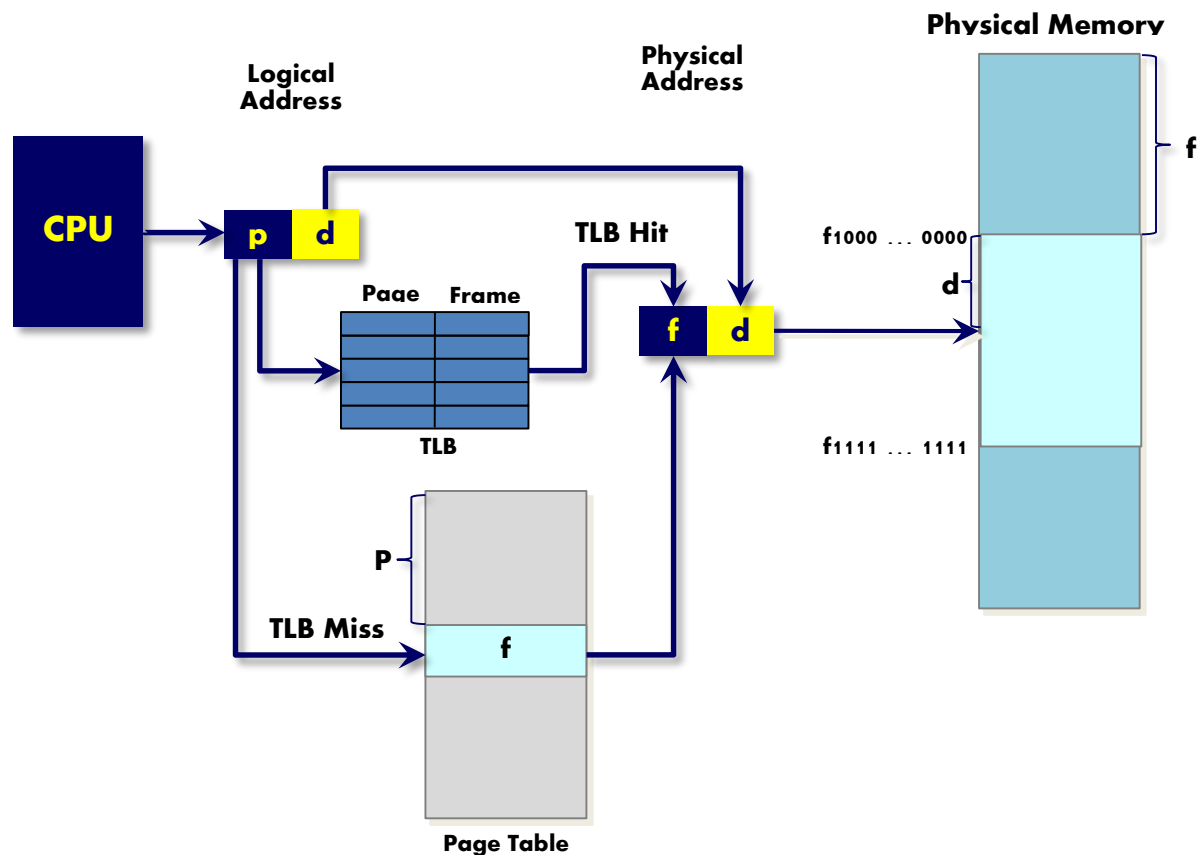 Physical Memory
Logical
Address
Physical
Address
f
CPU
p d
TLB Hit
f1000 ... 0000
d
Page Frame
f d
TLB
f1111 ... 1111
P
TLB Miss
f
Page Table